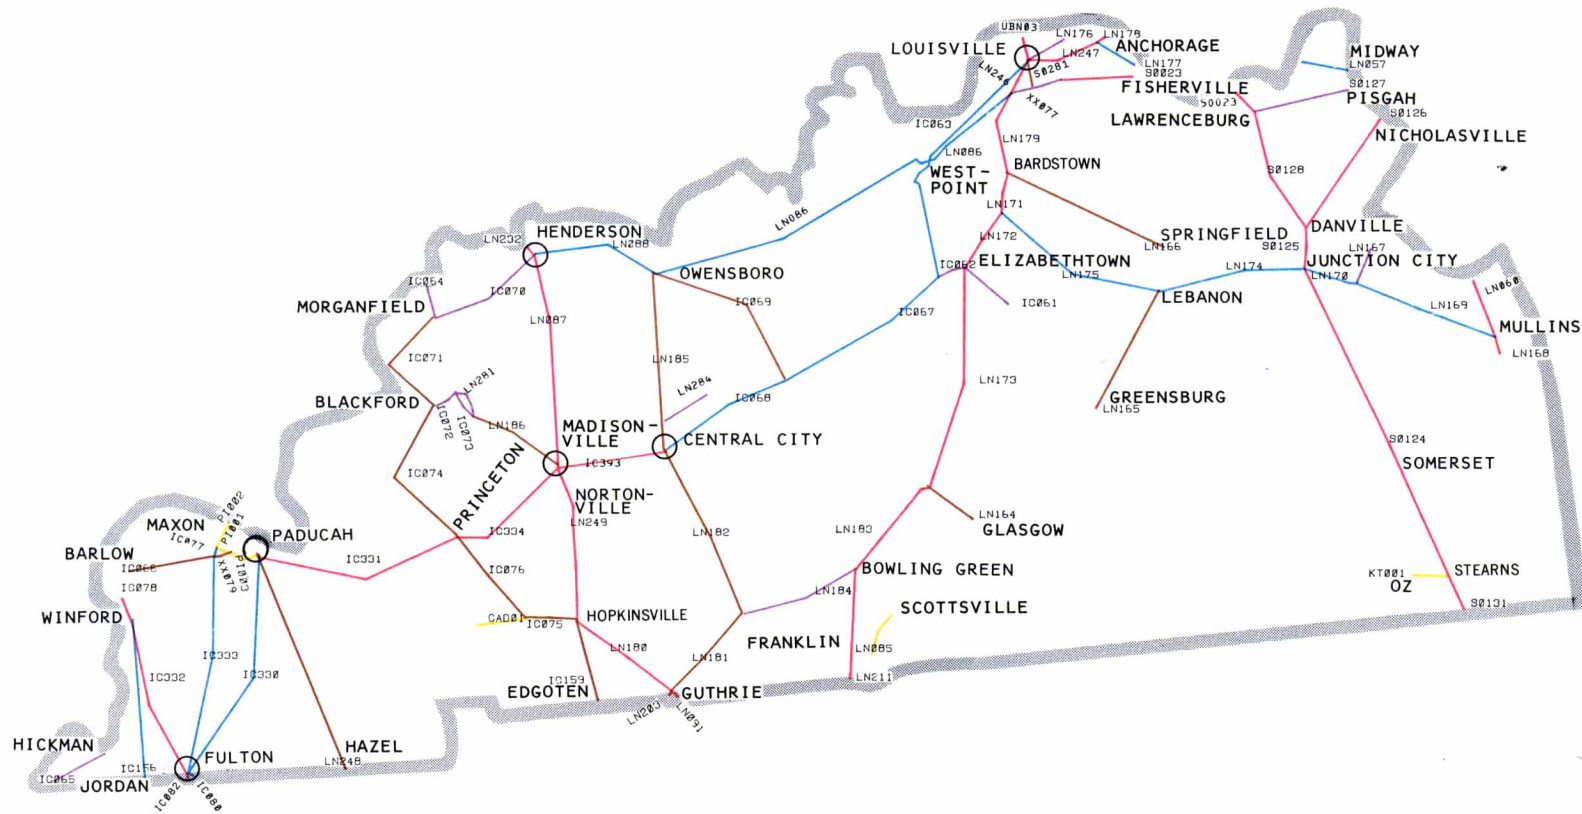 UBN03
LN176
LN178
LOUISVILLE
LN247
ANCHORAGE
MIDWAY
LN177
LN057
LN246
S0281
S0023
S0127
FISHERVILLE
PISGAH
XX077
S0023
LAWRENCEBURG
S0126
IC063
NICHOLASVILLE
LN179
LN086
BARDSTOWN
WEST-
POINT
S0128
LN171
LN086
DANVILLE
LN232
HENDERSON
LN172
SPRINGFIELD
LN088
LN166
S0125
LN167
IC062
ELIZABETHTOWN
JUNCTION CITY
OWENSBORO
LN175
LN174
LN170
IC064
IC070
IC069
IC061
LEBANON
LN060
MORGANFIELD
LN169
LN087
IC067
MULLINS
LN168
IC071
LN185
LN281
LN284
LN173
BLACKFORD
IC068
GREENSBURG
LN165
IC072
IC073
LN186
MADISON-
VILLE
CENTRAL CITY
S0124
IC393
SOMERSET
IC074
PRINCETON
NORTON-
VILLE
LN249
LN164
GLASGOW
PI002
MAXON
PI001
IC077
PADUCAH
IC334
LN182
LN183
BARLOW
IC066
XX079
PI003
IC331
IC076
BOWLING GREEN
KT001
STEARNS
OZ
IC078
LN184
WINFORD
GAD01
IC075
HOPKINSVILLE
SCOTTSVILLE
S0131
LN180
FRANKLIN
LN085
IC333
LN181
IC332
IC330
IC159
LN211
EDGOTEN
GUTHRIE
LN203
LN091
HICKMAN
HAZEL
FULTON
LN248
IC065
IC156
JORDAN
IC082
IC080